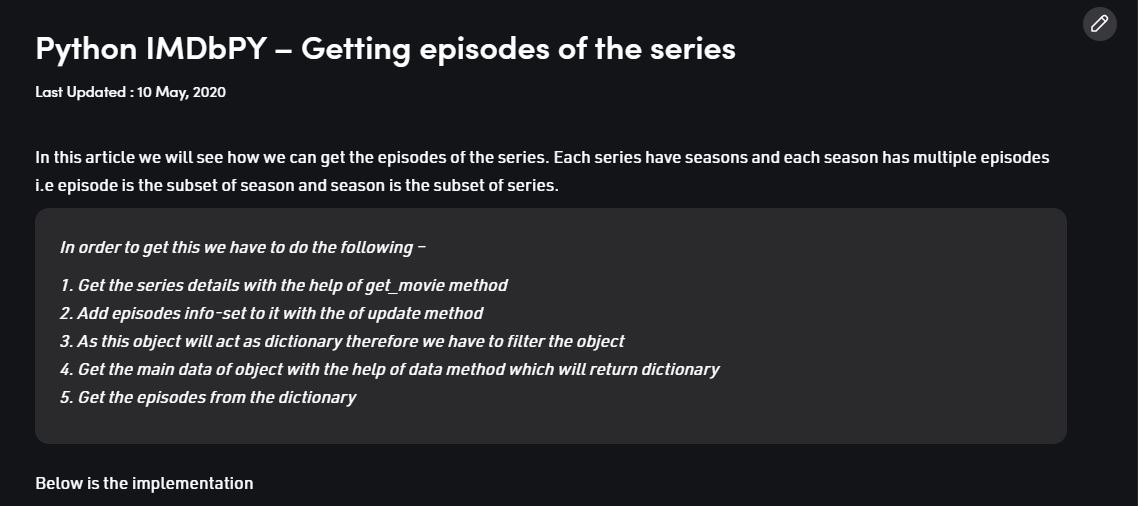 Python IMDbPY – Getting episodes of the series
Last Updated : 10 May, 2020
In this article we will see how we can get the episodes of the series. Each series have seasons and each season has multiple episodes
i.e episode is the subset of season and season is the subset of series.
In order to get this we have to do the following –
1. Get the series details with the help of get_movie method
2. Add episodes info-set to it with the of update method
3. As this object will act as dictionary therefore we have to filter the object
4. Get the main data of object with the help of data method which will return dictionary
5. Get the episodes from the dictionary
Below is the implementation